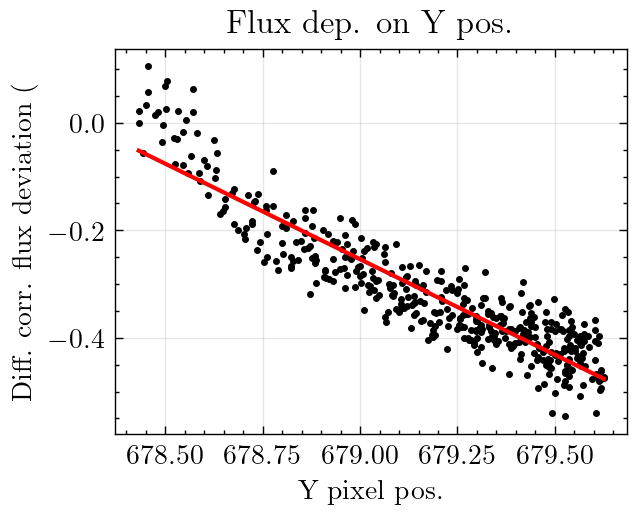 Flux dep. on Y pos.
Diff. corr. flux deviation (
0.0
−0.2
−0.4
678.50 678.75 679.00 679.25 679.50
Y pixel pos.